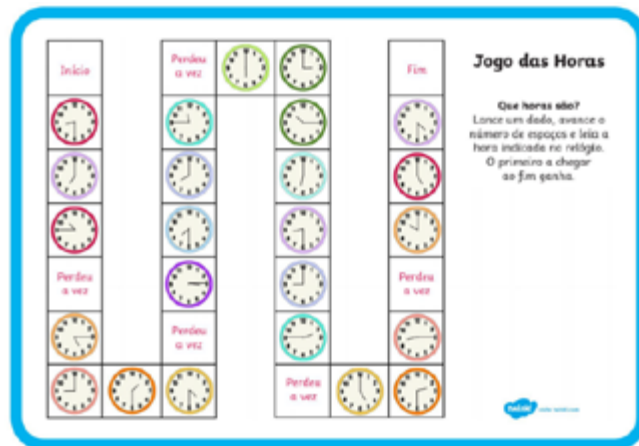 Jogo das Horas
Que horas são?
Lance um dado, avance o
número de espaços e leia a
hora indicada no relógio.
O primeiro a chegar
ao fim ganha.
Início
Perdeu
a vez
Perdeu
a vez
Perdeu
a vez
Perdeu
a vez
Perdeu
a vez
Fim
twinkl